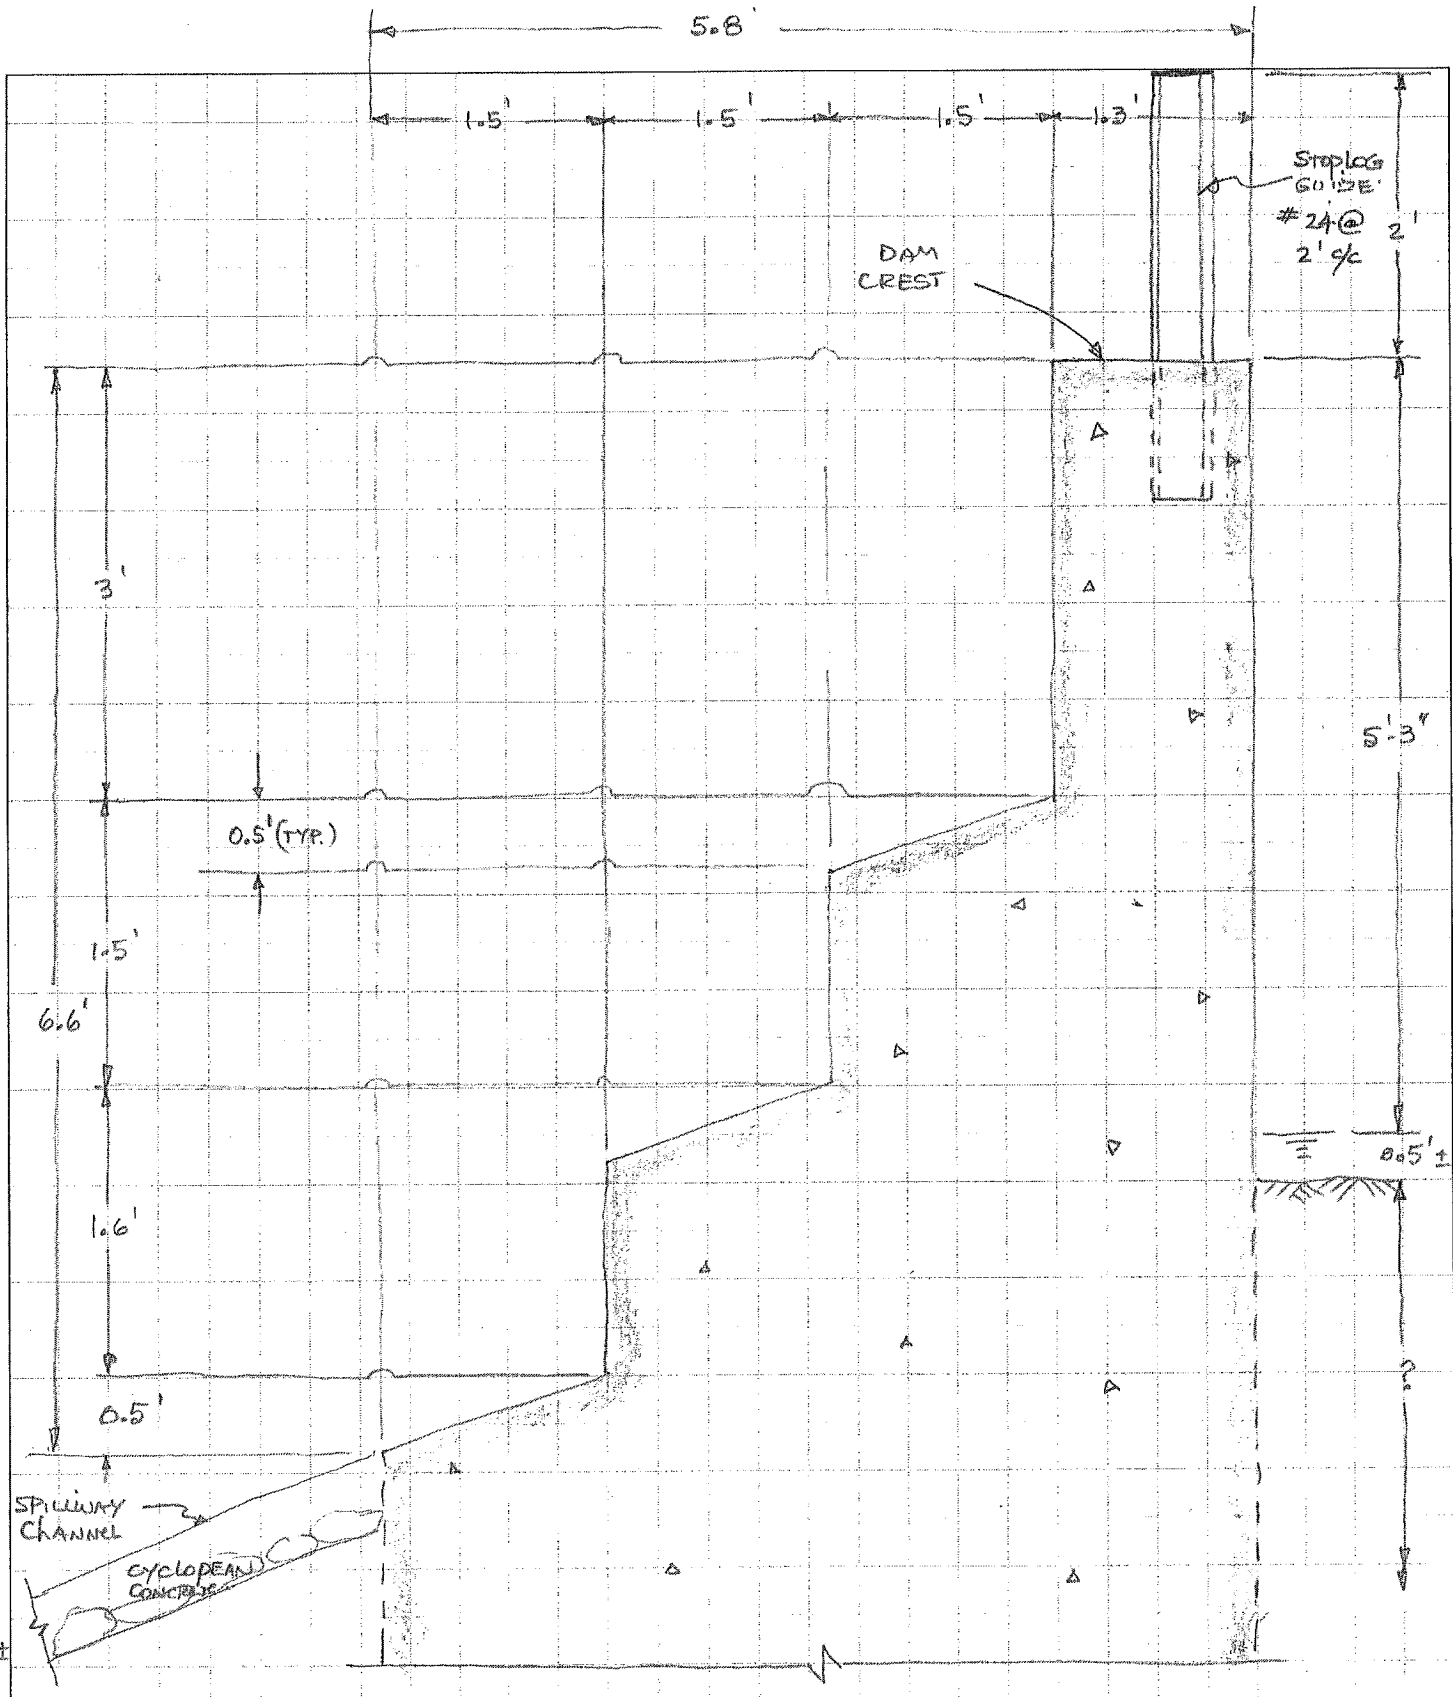 5.8'
1.5'
1.5'
1.5'
1.3'
STOPLOG
GUIDE
# 24 @
2' c/c
2'
DAM
CREST
3'
5'-3"
0.5' (TYP.)
1.5'
6.6'
0.5' ±
1.6'
?
0.5'
SPILLWAY
CHANNEL
CYCLOPEAN
CONCRETE
±